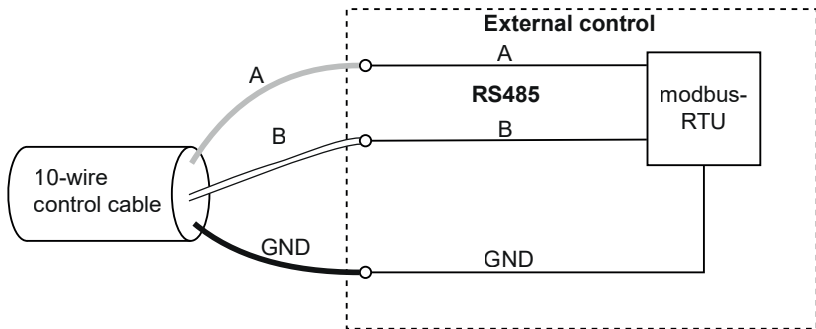 External control
A
A
RS485
modbus-
RTU
B
B
10-wire
control cable
GND
GND